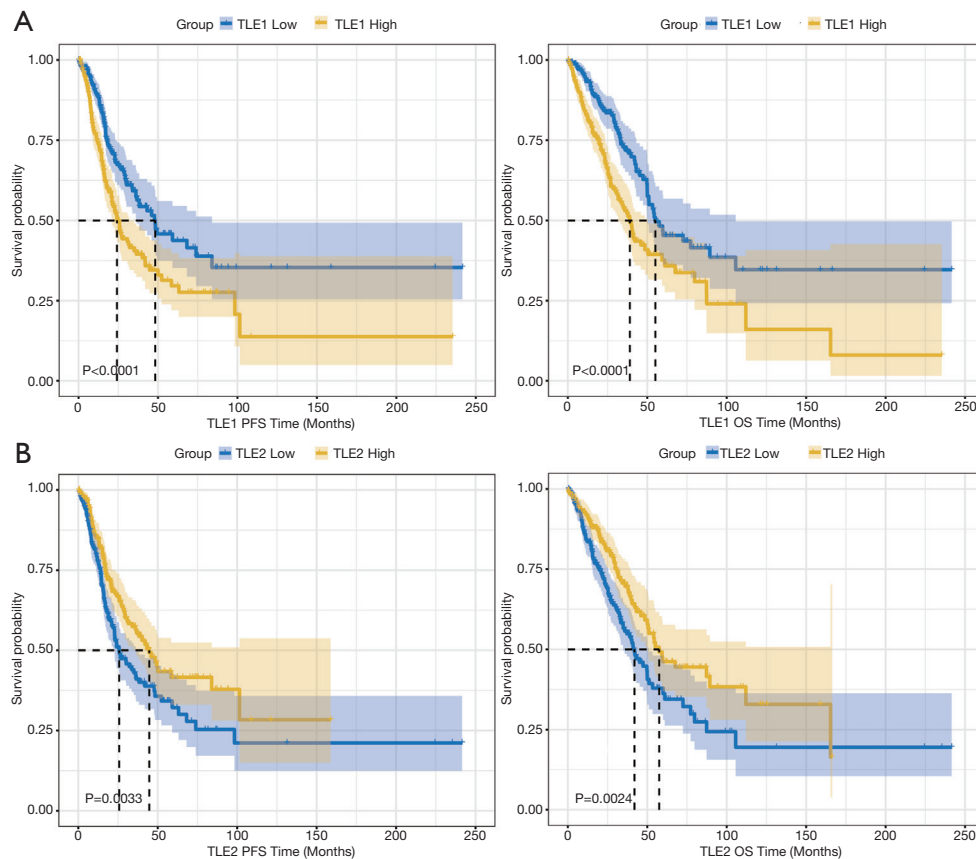 A
Group TLE1 Low TLE1 High
Group TLE1 Low TLE1 High
Survival probability
1.00
0.75
0.50
0.25
0.00
P<0.0001
0 50 100 150 200 250
TLE1 PFS Time (Months)
Survival probability
1.00
0.75
0.50
0.25
0.00
P<0.0001
0 50 100 150 200 250
TLE1 OS Time (Months)
B
Group TLE2 Low TLE2 High
Group TLE2 Low TLE2 High
Survival probability
1.00
0.75
0.50
0.25
0.00
P=0.0033
0 50 100 150 200 250
TLE2 PFS Time (Months)
Survival probability
1.00
0.75
0.50
0.25
0.00
P=0.0024
0 50 100 150 200 250
TLE2 OS Time (Months)